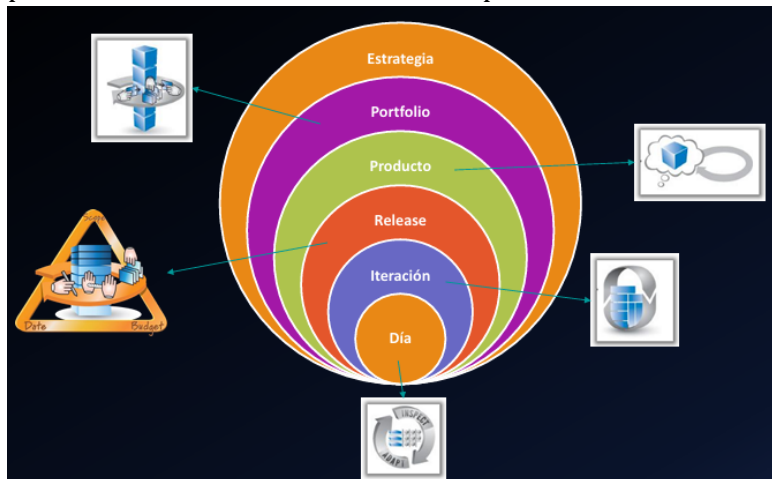 Estrategia
Portfolio
Producto
Release
Iteración
Día
Scope
Date
Budget
INSPECT
ADAPT